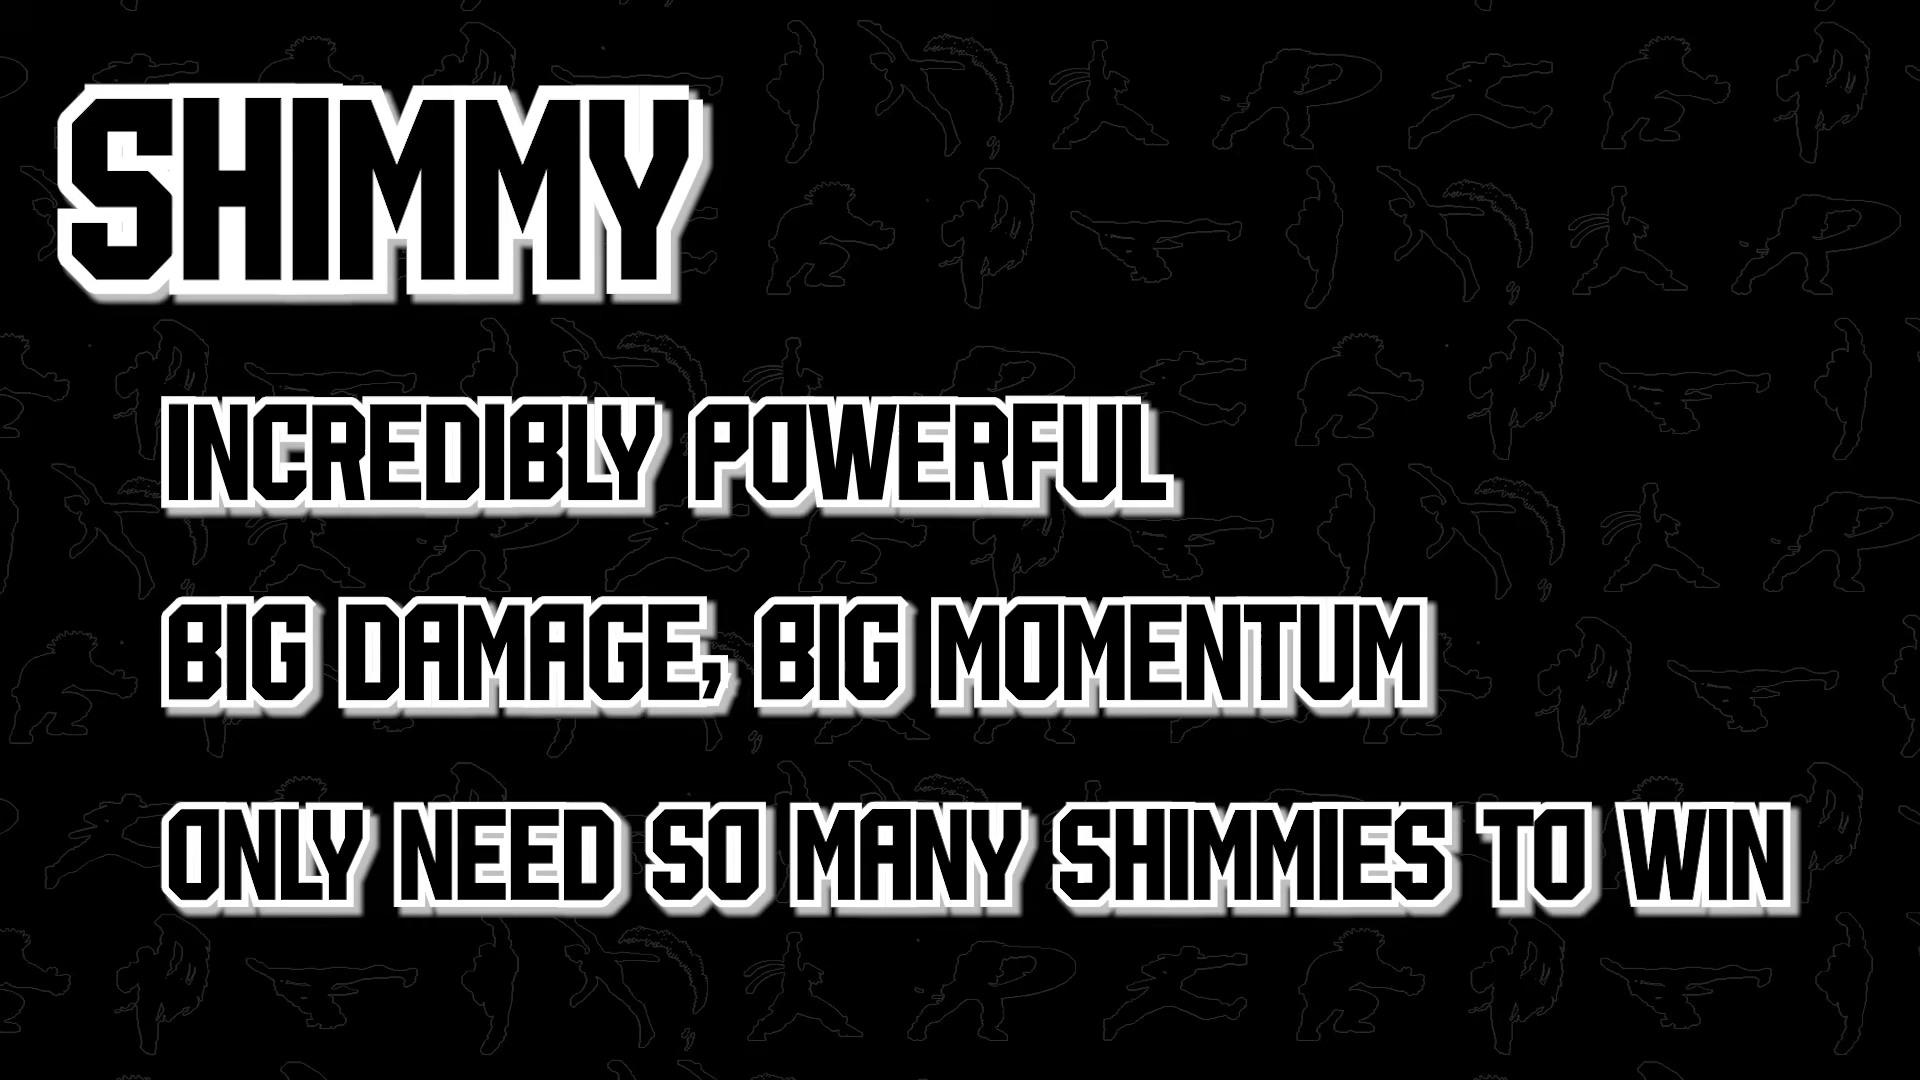 SHIMMY
INCREDIBLY POWERFUL
BIG DAMAGE, BIG MOMENTUM
ONLY NEED SO MANY SHIMMIES TO WIN